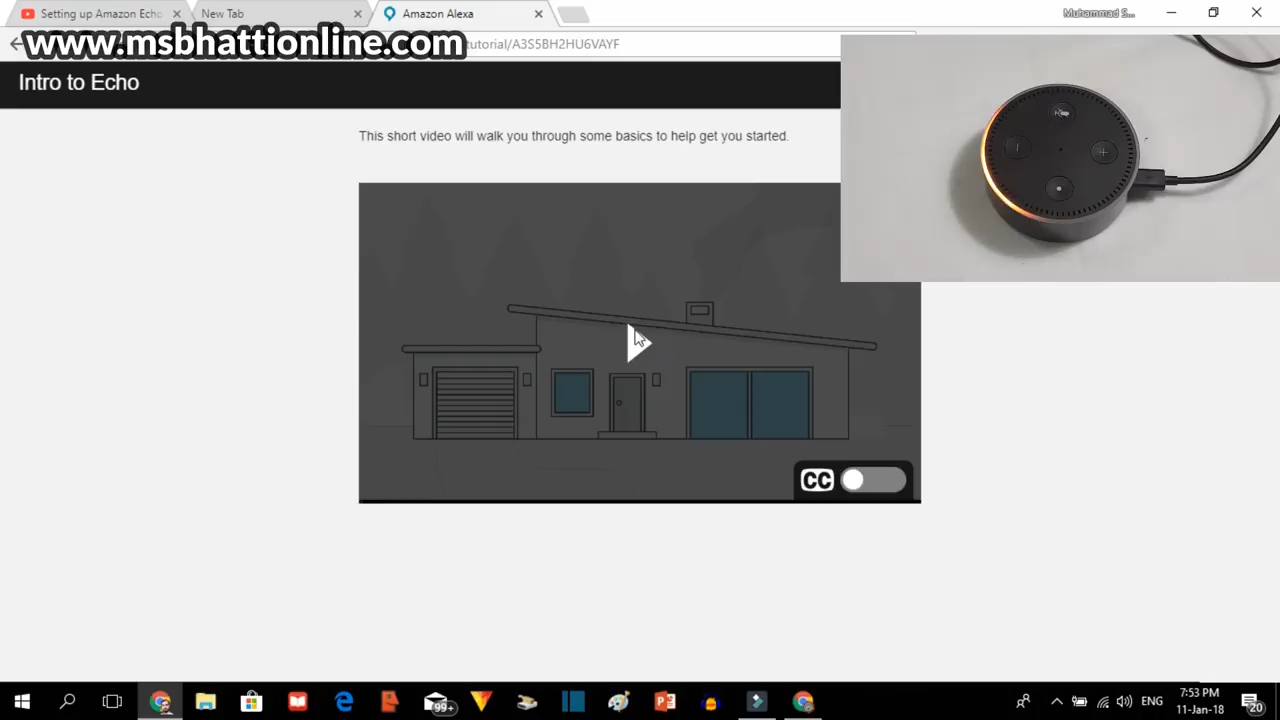 Setting up Amazon Echo
New Tab
Amazon Alexa
Muhammad S...
www.msbhattionline.com
tutorial/A3S5BH2HU6VAYF
Intro to Echo
This short video will walk you through some basics to help get you started.
CC
99+
ENG
7:53 PM
11-Jan-18
20